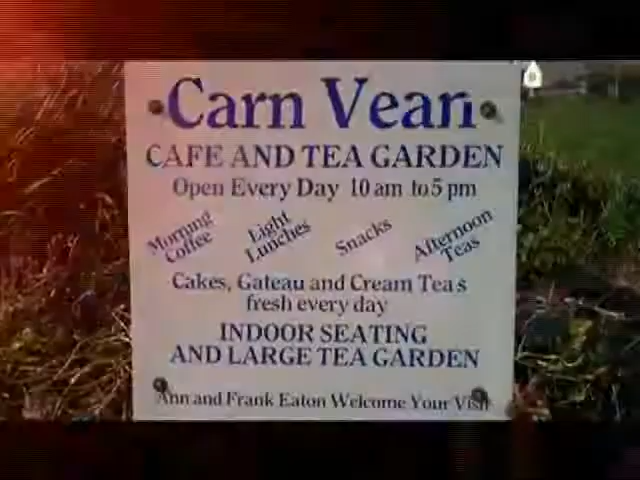 Carn Vean
CAFE AND TEA GARDEN
Open Every Day 10 am to 5 pm
Morning Coffee
Light Lunches
Snacks
Afternoon Teas
Cakes, Gateau and Cream Teas
fresh every day
INDOOR SEATING
AND LARGE TEA GARDEN
Ann and Frank Eaton Welcome Your Visit